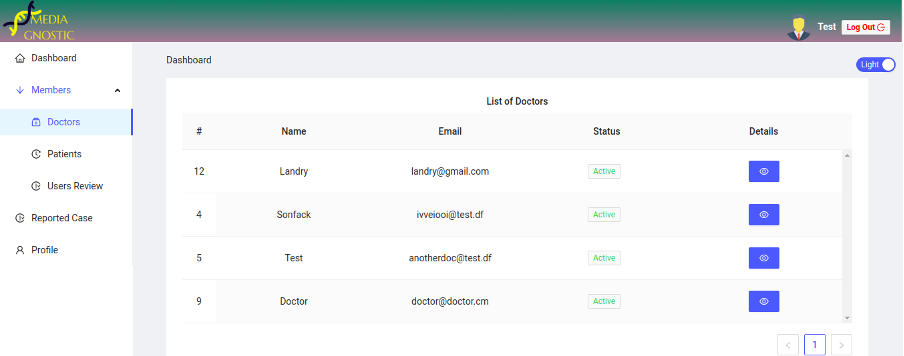 MEDIA
GNOSTIC
Test Log Out
Dashboard
Members
Doctors
Patients
Users Review
Reported Case
Profile
Dashboard
Light
List of Doctors
# Name Email Status Details
12 Landry landry@gmail.com Active
4 Sonfack ivveiooi@test.df Active
5 Test anotherdoc@test.df Active
9 Doctor doctor@doctor.cm Active
< 1 >